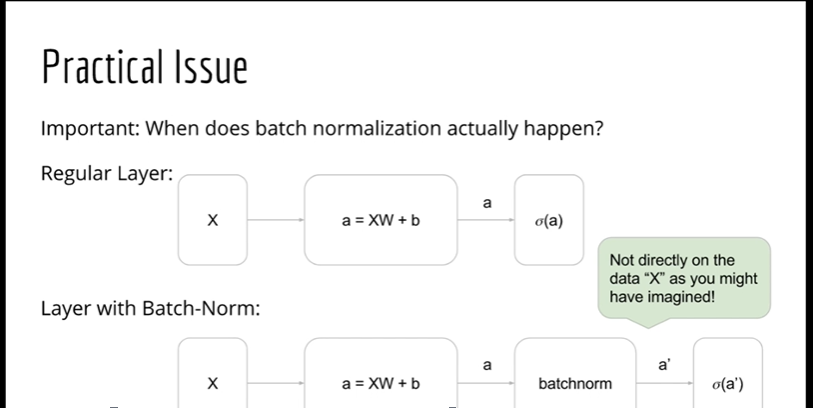 Practical Issue
Important: When does batch normalization actually happen?
Regular Layer:
X
a = XW + b
a
σ(a)
Not directly on the
data “X” as you might
have imagined!
Layer with Batch-Norm:
X
a = XW + b
a
batchnorm
a’
σ(a’)